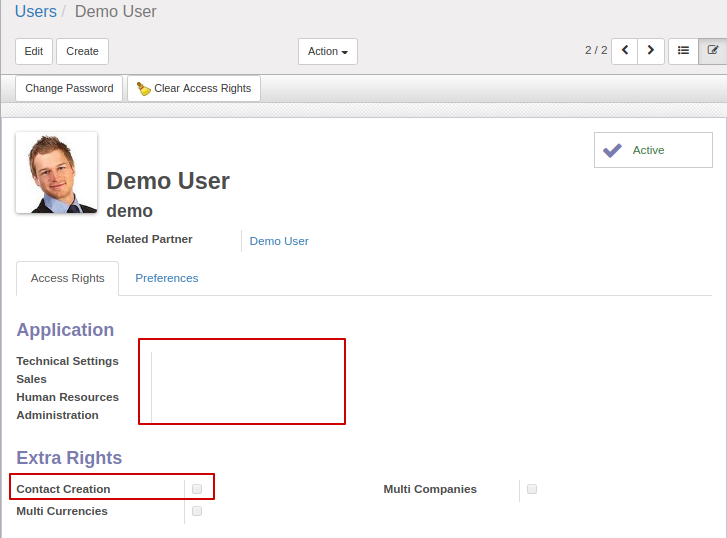 Users / Demo User
Edit Create Action 2 / 2
Change Password Clear Access Rights
Active
Demo User
demo
Related Partner Demo User
Access Rights Preferences
Application
Technical Settings
Sales
Human Resources
Administration
Extra Rights
Contact Creation Multi Companies
Multi Currencies